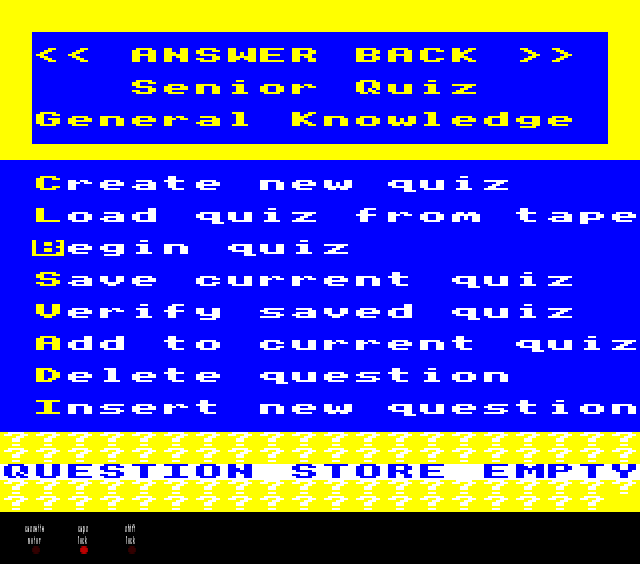 << ANSWER BACK >>
Senior Quiz
General Knowledge
Create new quiz
Load quiz from tape
Begin quiz
Save current quiz
Verify saved quiz
Add to current quiz
Delete question
Insert new question
QUESTION STORE EMPTY
cassette motor
caps lock
shift lock